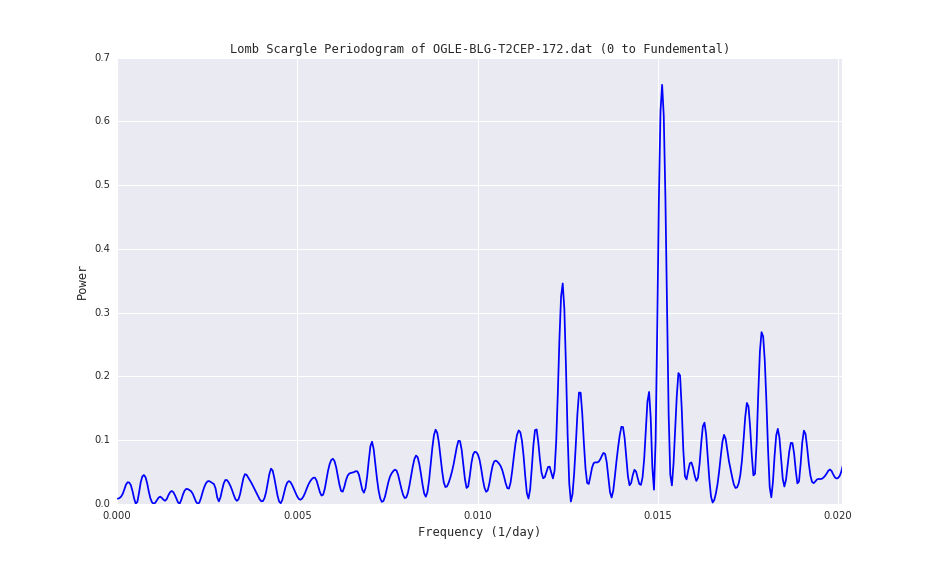 Lomb Scargle Periodogram of OGLE-BLG-T2CEP-172.dat (0 to Fundemental)
0.7
0.6
0.5
0.4
0.3
0.2
0.1
0.0
Power
0.000 0.005 0.010 0.015 0.020
Frequency (1/day)